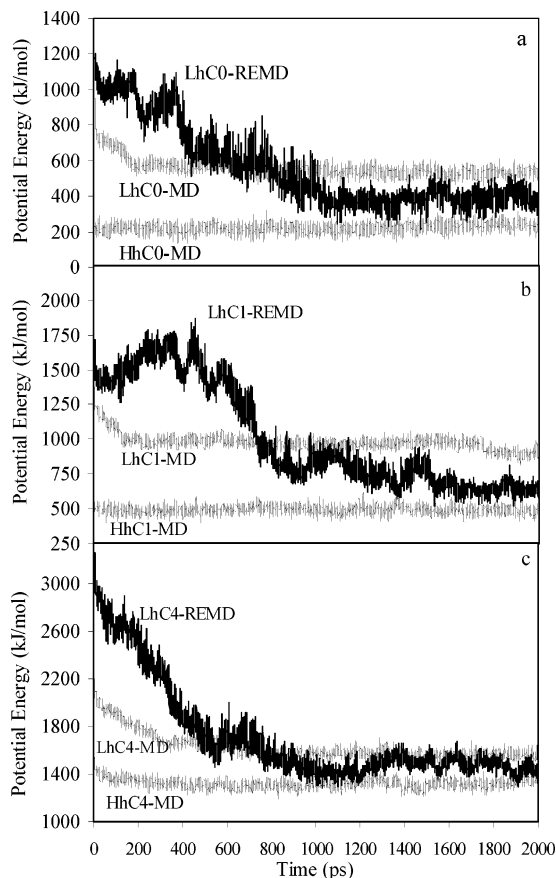 a
1400
1200
1000
800
600
400
200
0
Potential Energy (kJ/mol)
LhC0-REMD
LhC0-MD
HhC0-MD
b
2000
1750
1500
1250
1000
750
500
250
Potential Energy (kJ/mol)
LhC1-REMD
LhC1-MD
HhC1-MD
c
3000
2600
2200
1800
1400
1000
Potential Energy (kJ/mol)
LhC4-REMD
LhC4-MD
HhC4-MD
0 200 400 600 800 1000 1200 1400 1600 1800 2000
Time (ps)